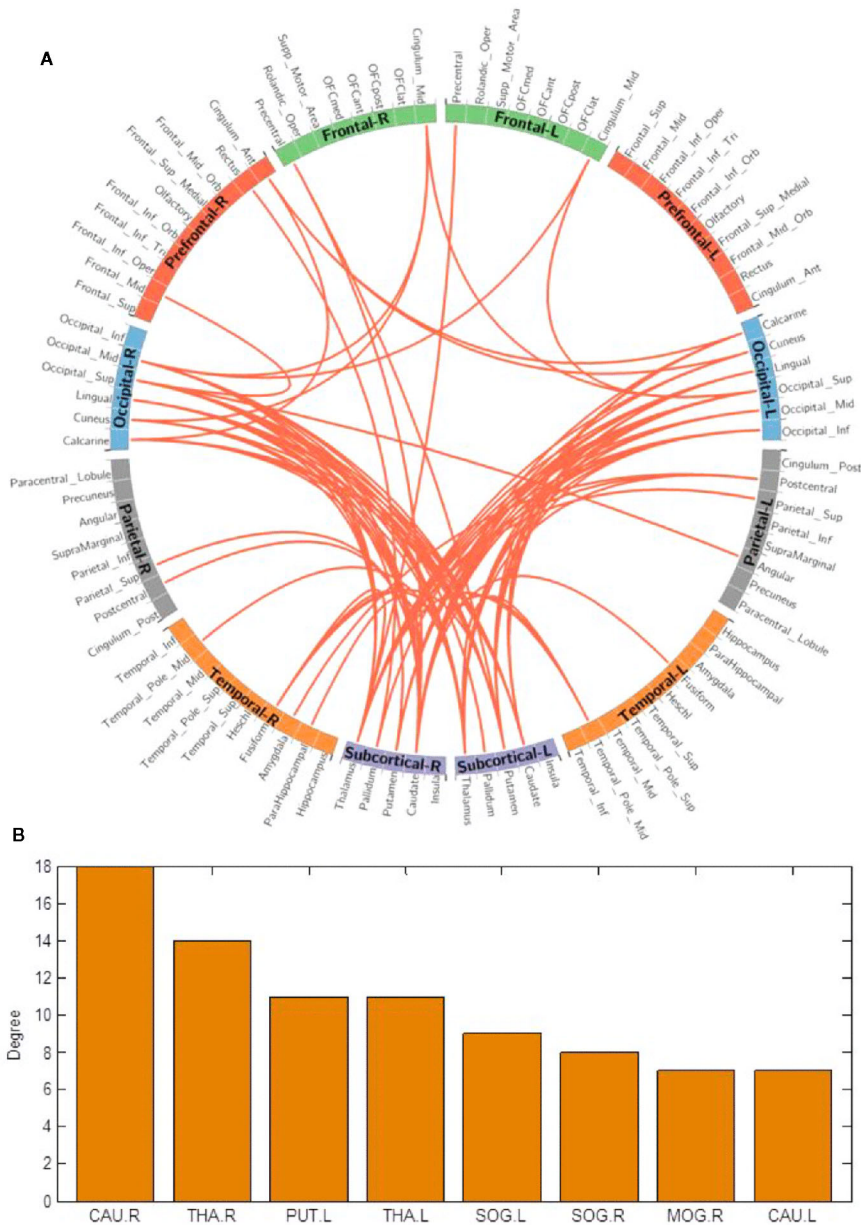 A
Precentral
Rolandic_Oper
Supp_Motor_Area
OFCmed
OFCant
OFCpost
OFClat
Cingulum_Mid
Frontal-R
Precentral
Rolandic_Oper
Supp_Motor_Area
OFCmed
OFCant
OFCpost
OFClat
Cingulum_Mid
Frontal-L
Frontal_Sup
Frontal_Mid
Frontal_Inf_Oper
Frontal_Inf_Tri
Frontal_Inf_Orb
Olfactory
Frontal_Sup_Medial
Frontal_Mid_Orb
Rectus
Cingulum_Ant
Prefrontal-L
Calcarine
Cuneus
Lingual
Occipital_Sup
Occipital_Mid
Occipital_Inf
Occipital-L
Cingulum_Post
Postcentral
Parietal_Sup
Parietal_Inf
SupraMarginal
Angular
Precuneus
Paracentral_Lobule
Parietal-L
Hippocampus
ParaHippocampal
Amygdala
Fusiform
Heschl
Temporal_Sup
Temporal_Pole_Sup
Temporal_Mid
Temporal_Pole_Mid
Temporal_Inf
Temporal-L
Insula
Caudate
Putamen
Pallidum
Thalamus
Subcortical-L
Insula
Caudate
Putamen
Pallidum
Thalamus
Subcortical-R
Hippocampus
ParaHippocampal
Amygdala
Fusiform
Heschl
Temporal_Sup
Temporal_Pole_Sup
Temporal_Mid
Temporal_Pole_Mid
Temporal_Inf
Temporal-R
Cingulum_Post
Postcentral
Parietal_Sup
Parietal_Inf
SupraMarginal
Angular
Precuneus
Paracentral_Lobule
Parietal-R
Calcarine
Cuneus
Lingual
Occipital_Sup
Occipital_Mid
Occipital_Inf
Occipital-R
Frontal_Sup
Frontal_Mid
Frontal_Inf_Oper
Frontal_Inf_Tri
Frontal_Inf_Orb
Olfactory
Frontal_Sup_Medial
Frontal_Mid_Orb
Rectus
Cingulum_Ant
Prefrontal-R
B
Degree
18
16
14
12
10
8
6
4
2
0
CAU.R THA.R PUT.L THA.L SOG.L SOG.R MOG.R CAU.L